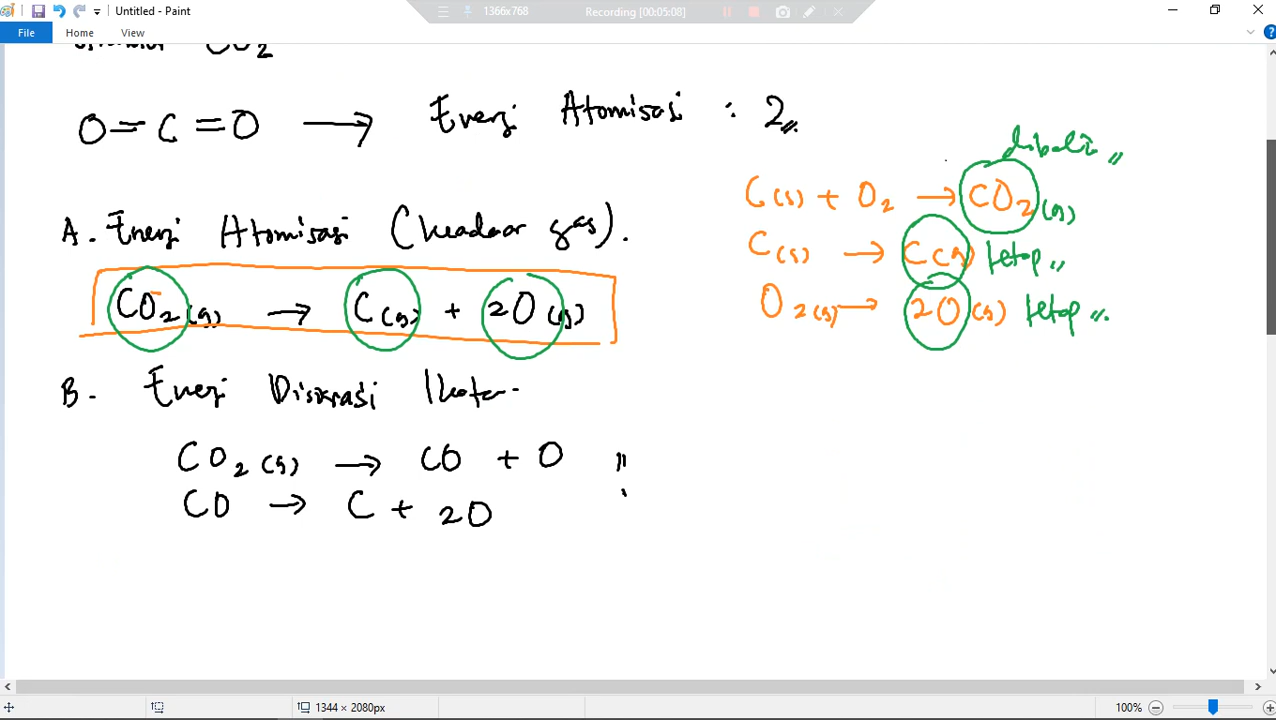 1366x768 Recording [00:05:08]
Untitled - Paint
File Home View
CO2
O=C=O → Energi Atomisasi : 2
dibalik
C(s) + O2 → CO2(g)
C(s) → C(g) tetap
O2(g) → 2O(g) tetap
A. Energi Atomisasi (keadaan gas).
CO2(g) → C(g) + 2O(g)
B. Energi Disosiasi Ikatan
CO2(g) → CO + O
CO → C + 2O
1344 × 2080px
100%